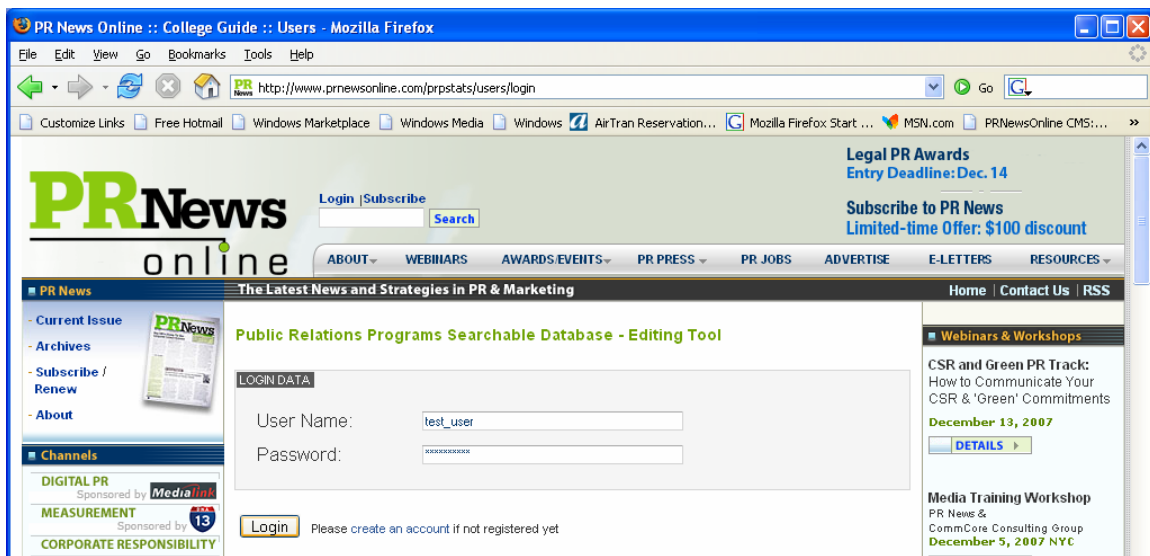 PR News Online :: College Guide :: Users - Mozilla Firefox
File Edit View Go Bookmarks Tools Help
PR News http://www.prnewsonline.com/prpstats/users/login Go G
Customize Links Free Hotmail Windows Marketplace Windows Media Windows AirTran Reservation... Mozilla Firefox Start ... MSN.com PRNewsOnline CMS:... »
PRNews online
Login |Subscribe
Search
Legal PR Awards
Entry Deadline: Dec. 14
Subscribe to PR News
Limited-time Offer: $100 discount
ABOUT WEBINARS AWARDS/EVENTS PR PRESS PR JOBS ADVERTISE E-LETTERS RESOURCES
PR News
The Latest News and Strategies in PR & Marketing
Home | Contact Us | RSS
- Current Issue
- Archives
- Subscribe /
Renew
- About
PRNews
Channels
DIGITAL PR
Sponsored by Medialink
MEASUREMENT
Sponsored by 13
CORPORATE RESPONSIBILITY
Public Relations Programs Searchable Database - Editing Tool
LOGIN DATA
User Name: test_user
Password: **********
Login Please create an account if not registered yet
Webinars & Workshops
CSR and Green PR Track:
How to Communicate Your
CSR & 'Green' Commitments
December 13, 2007
DETAILS
Media Training Workshop
PR News &
CommCore Consulting Group
December 5, 2007 NYC